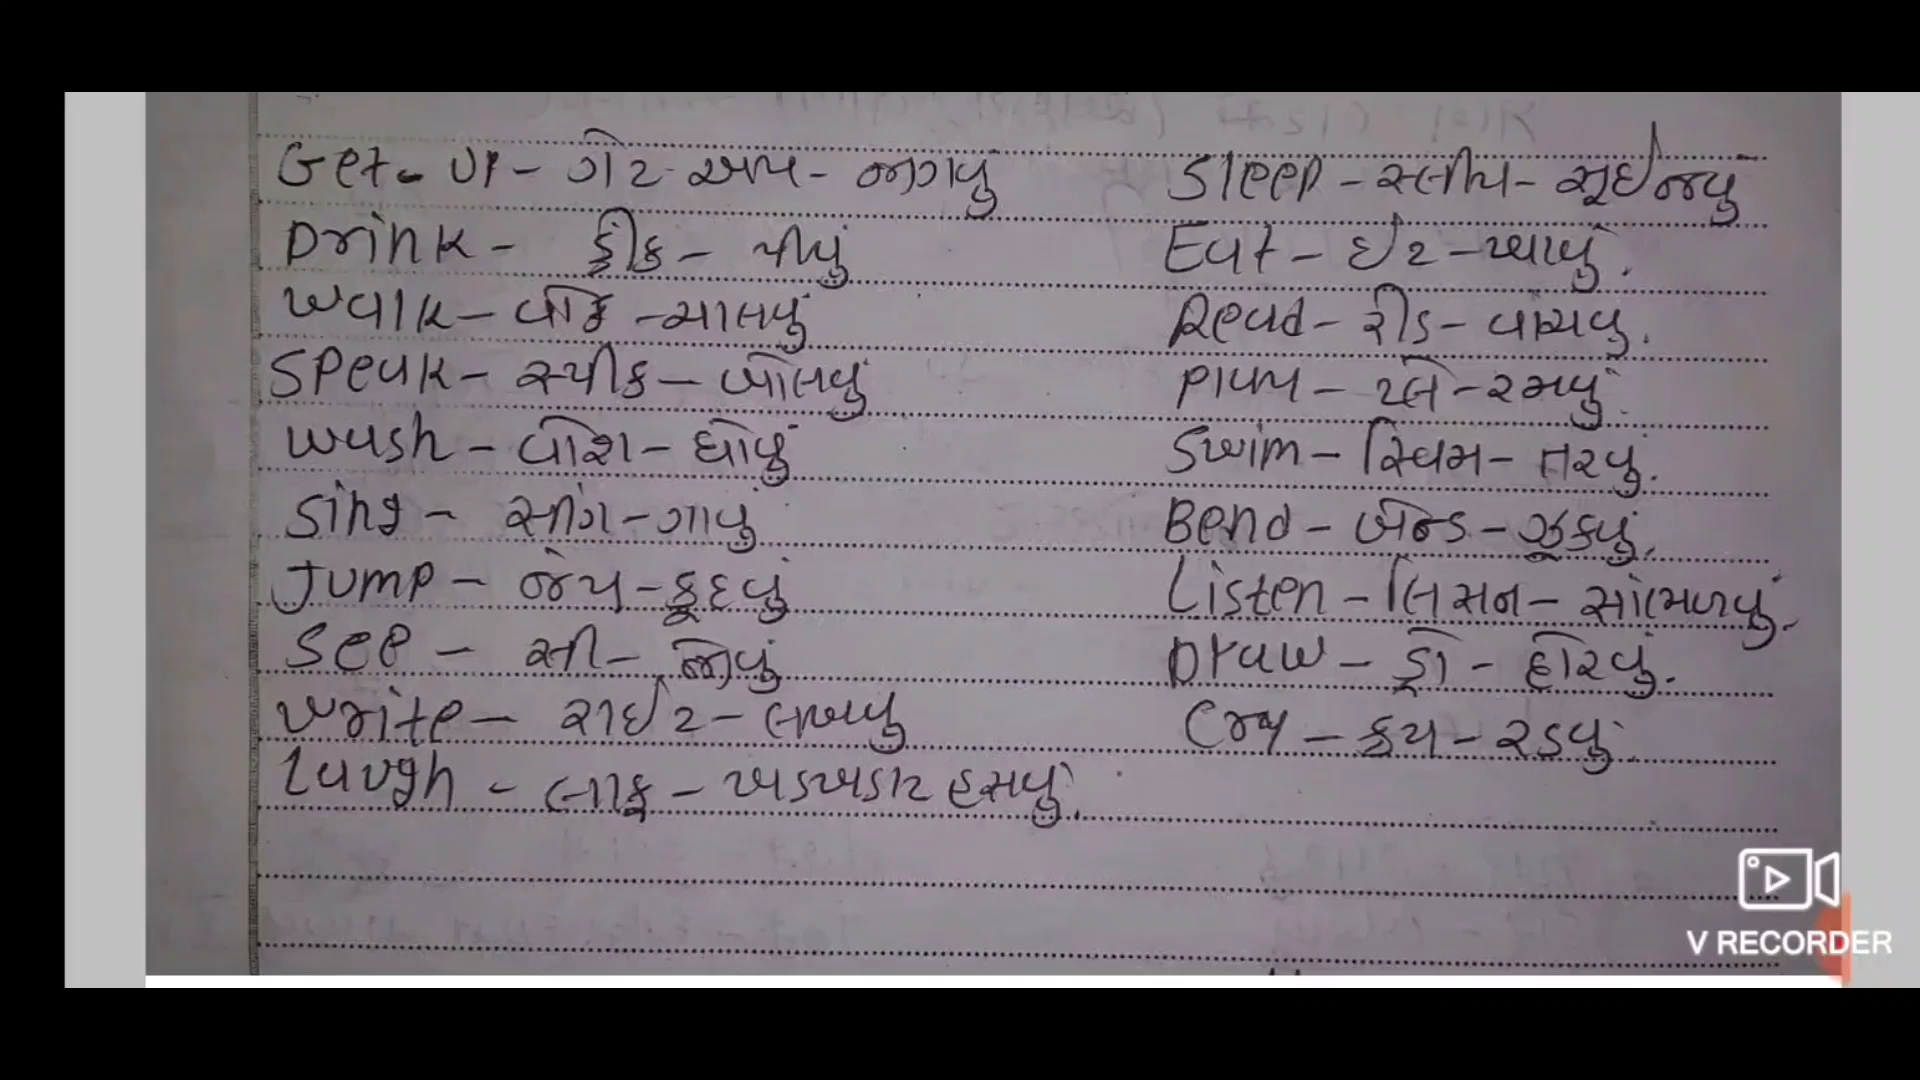 Get-up - ગેટ-અપ - જાગવું
Drink - ડ્રીંક - પીવું
Walk - વોક - ચાલવું
Speak - સ્પીક - બોલવું
Wash - વોશ - ધોવું
Sing - સીંગ - ગાવું
Jump - જંપ - કૂદવું
See - સી - જોવું
Write - રાઈટ - લખવું
Laugh - લાફ - ખડખડાટ હસવું.
Sleep - સ્લીપ - સૂઈ જવું
Eat - ઈટ - ખાવું.
Read - રીડ - વાંચવું.
Play - પ્લે - રમવું.
Swim - સ્વિમ - તરવું.
Bend - બેન્ડ - ઝૂકવું.
Listen - લિસન - સાંભળવું.
Draw - ડ્રો - દોરવું.
Cry - ક્રાય - રડવું.
V RECORDER